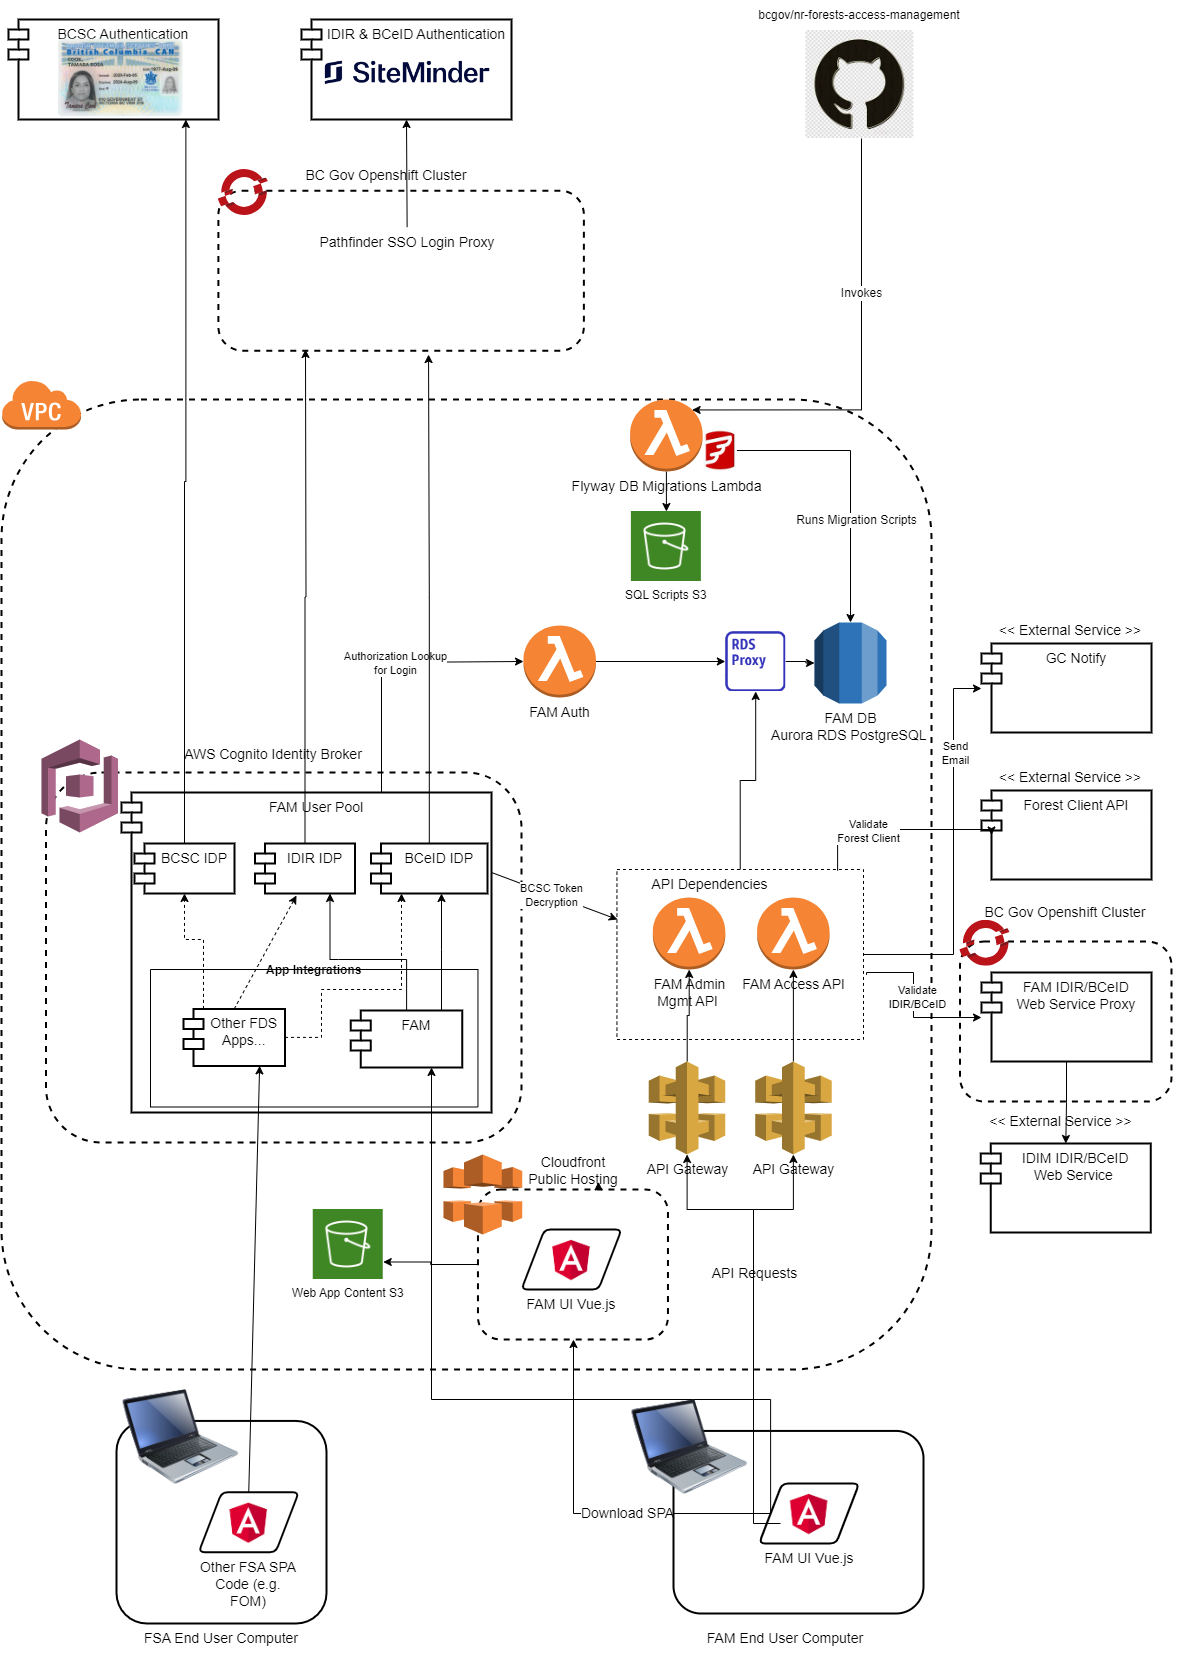 bcgov/nr-forests-access-management
BCSC Authentication
British Columbia CAN
IDIR & BCeID Authentication
SiteMinder
BC Gov Openshift Cluster
Pathfinder SSO Login Proxy
Invokes
VPC
Flyway DB Migrations Lambda
Runs Migration Scripts
SQL Scripts S3
Authorization Lookup
for Login
FAM Auth
RDS
Proxy
FAM DB
Aurora RDS PostgreSQL
<< External Service >>
GC Notify
Send
Email
AWS Cognito Identity Broker
FAM User Pool
BCSC IDP
IDIR IDP
BCeID IDP
<< External Service >>
Forest Client API
Validate
Forest Client
BCSC Token
Decryption
API Dependencies
FAM Admin
Mgmt API
FAM Access API
BC Gov Openshift Cluster
FAM IDIR/BCeID
Web Service Proxy
Validate
IDIR/BCeID
App Integrations
Other FDS
Apps...
FAM
<< External Service >>
IDIM IDIR/BCeID
Web Service
API Gateway
API Gateway
Cloudfront
Public Hosting
FAM UI Vue.js
Web App Content S3
API Requests
Download SPA
Other FSA SPA
Code (e.g.
FOM)
FSA End User Computer
FAM UI Vue.js
FAM End User Computer